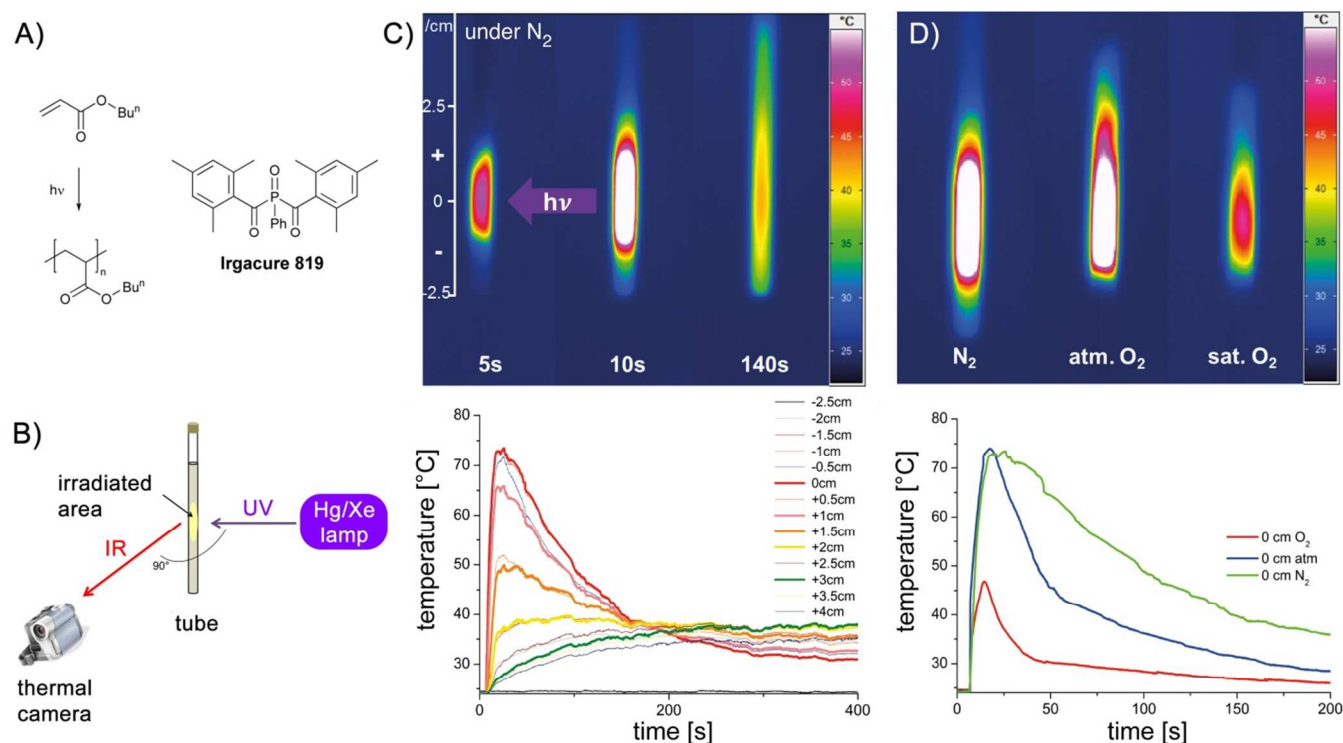 A)
O
Buⁿ
O
hν
n
O
O
Buⁿ
O
P
Ph
O
O
Irgacure 819
B)
irradiated
area
UV
Hg/Xe
lamp
IR
90°
tube
thermal
camera
C)
/cm
under N₂
°C
2.5
+
0
-
-2.5
hν
50
45
40
35
30
25
5s
10s
140s
80
70
60
50
40
30
temperature [°C]
0
200
400
time [s]
-2.5cm
-2cm
-1.5cm
-1cm
-0.5cm
0cm
+0.5cm
+1cm
+1.5cm
+2cm
+2.5cm
+3cm
+3.5cm
+4cm
D)
°C
50
45
40
35
30
25
N₂
atm. O₂
sat. O₂
80
70
60
50
40
30
temperature [°C]
0
50
100
150
200
time [s]
0 cm O₂
0 cm atm
0 cm N₂